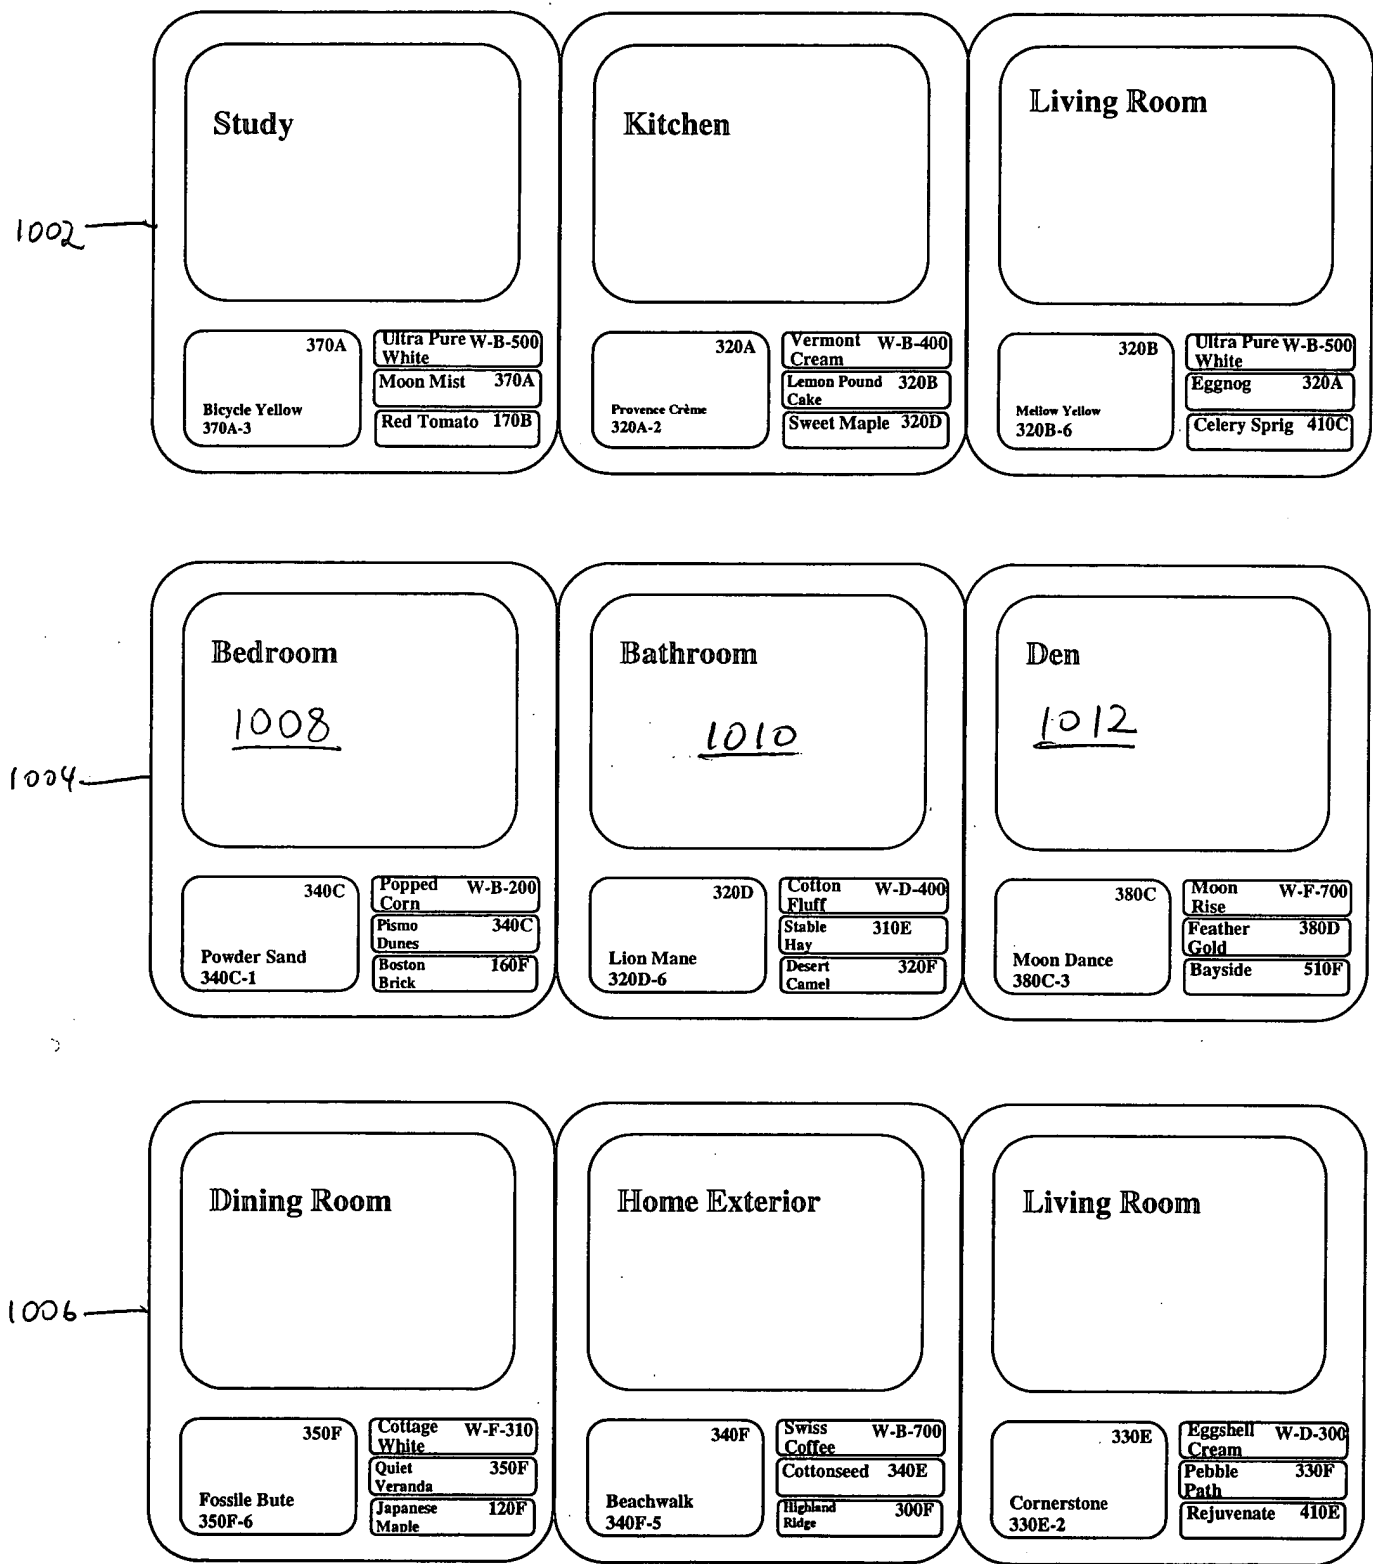 Study
Kitchen
Living Room
1002
370A
Bicycle Yellow
370A-3
Ultra Pure W-B-500
White
Moon Mist 370A
Red Tomato 170B
320A
Provence Crème
320A-2
Vermont W-B-400
Cream
Lemon Pound 320B
Cake
Sweet Maple 320D
320B
Mellow Yellow
320B-6
Ultra Pure W-B-500
White
Eggnog 320A
Celery Sprig 410C
Bedroom
1008
Bathroom
1010
Den
1012
1004
340C
Powder Sand
340C-1
Popped W-B-200
Corn
Pismo 340C
Dunes
Boston 160F
Brick
320D
Lion Mane
320D-6
Cotton W-D-400
Fluff
Stable 310E
Hay
Desert 320F
Camel
380C
Moon Dance
380C-3
Moon W-F-700
Rise
Feather 380D
Gold
Bayside 510F
Dining Room
Home Exterior
Living Room
1006
350F
Fossile Bute
350F-6
Cottage W-F-310
White
Quiet 350F
Veranda
Japanese 120F
Maple
340F
Beachwalk
340F-5
Swiss W-B-700
Coffee
Cottonseed 340E
Highland 300F
Ridge
330E
Cornerstone
330E-2
Eggshell W-D-300
Cream
Pebble 330F
Path
Rejuvenate 410E